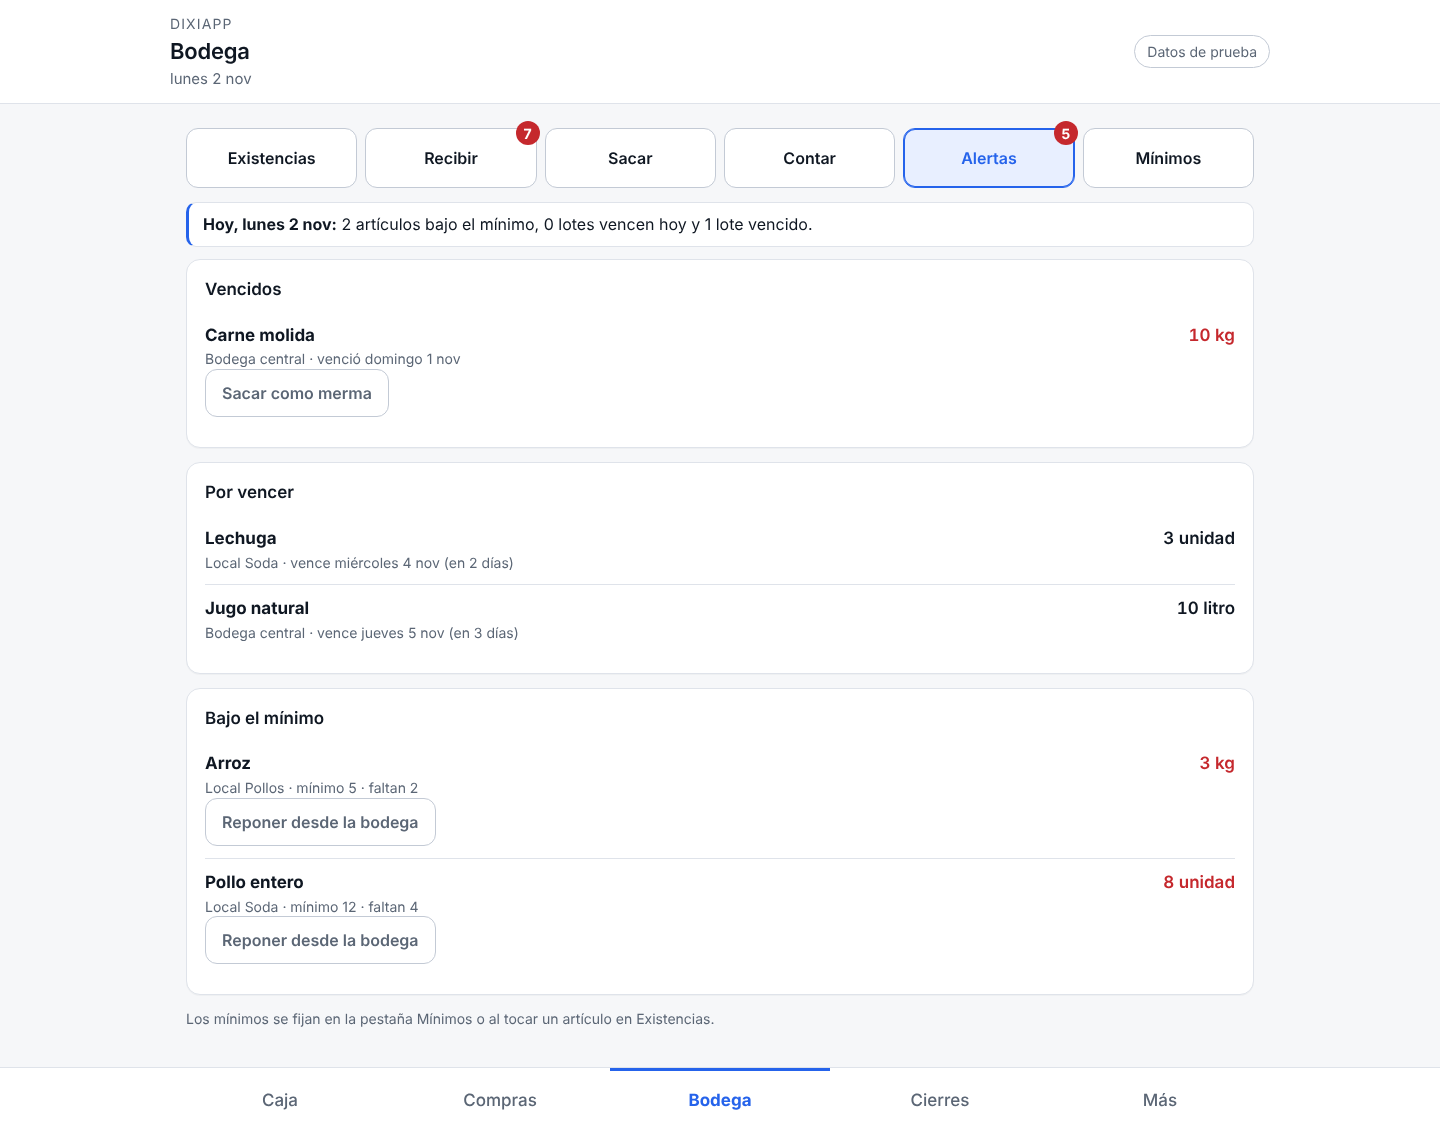 DIXIAPP
Bodega
lunes 2 nov
Datos de prueba
Existencias
Recibir
7
Sacar
Contar
Alertas
5
Mínimos
Hoy, lunes 2 nov: 2 artículos bajo el mínimo, 0 lotes vencen hoy y 1 lote vencido.
Vencidos
Carne molida
10 kg
Bodega central · venció domingo 1 nov
Sacar como merma
Por vencer
Lechuga
3 unidad
Local Soda · vence miércoles 4 nov (en 2 días)
Jugo natural
10 litro
Bodega central · vence jueves 5 nov (en 3 días)
Bajo el mínimo
Arroz
3 kg
Local Pollos · mínimo 5 · faltan 2
Reponer desde la bodega
Pollo entero
8 unidad
Local Soda · mínimo 12 · faltan 4
Reponer desde la bodega
Los mínimos se fijan en la pestaña Mínimos o al tocar un artículo en Existencias.
Caja
Compras
Bodega
Cierres
Más